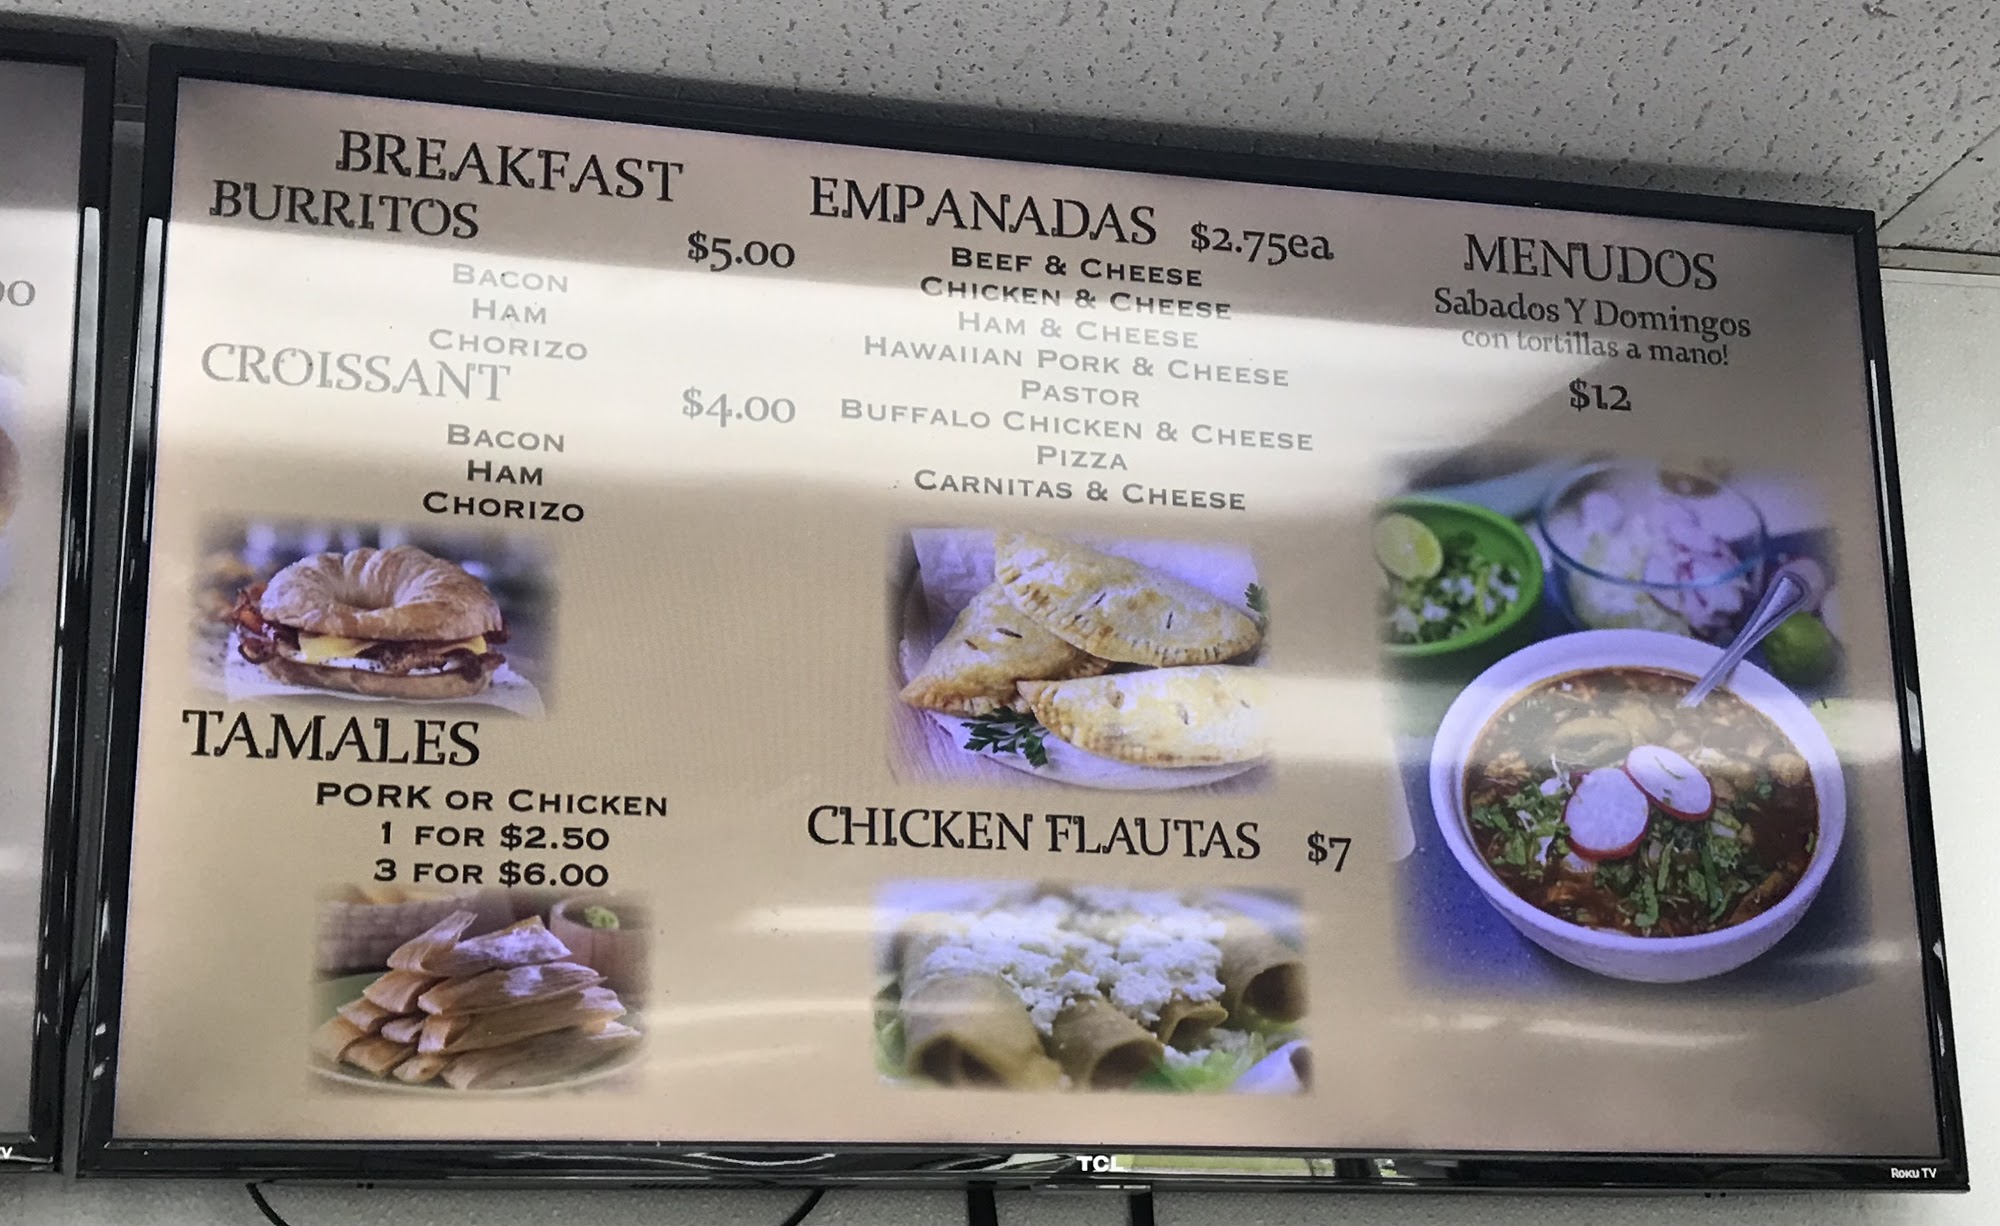 BREAKFAST
BURRITOS
$5.00
BACON
HAM
CHORIZO
CROISSANT
$4.00
BACON
HAM
CHORIZO
TAMALES
PORK OR CHICKEN
1 FOR $2.50
3 FOR $6.00
EMPANADAS $2.75ea
BEEF & CHEESE
CHICKEN & CHEESE
HAM & CHEESE
HAWAIIAN PORK & CHEESE
PASTOR
BUFFALO CHICKEN & CHEESE
PIZZA
CARNITAS & CHEESE
CHICKEN FLAUTAS $7
MENUDOS
Sabados Y Domingos
con tortillas a mano!
$12
TCL
Roku TV